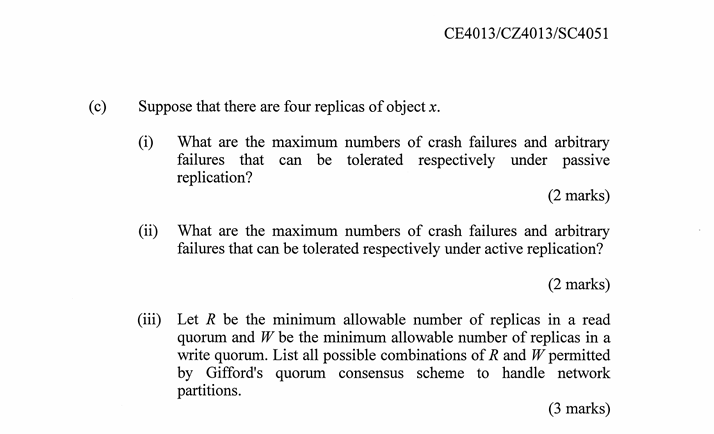 CE4013/CZ4013/SC4051
(c) Suppose that there are four replicas of object x.
(i) What are the maximum numbers of crash failures and arbitrary
failures that can be tolerated respectively under passive
replication?
(2 marks)
(ii) What are the maximum numbers of crash failures and arbitrary
failures that can be tolerated respectively under active replication?
(2 marks)
(iii) Let R be the minimum allowable number of replicas in a read
quorum and W be the minimum allowable number of replicas in a
write quorum. List all possible combinations of R and W permitted
by Gifford's quorum consensus scheme to handle network
partitions.
(3 marks)